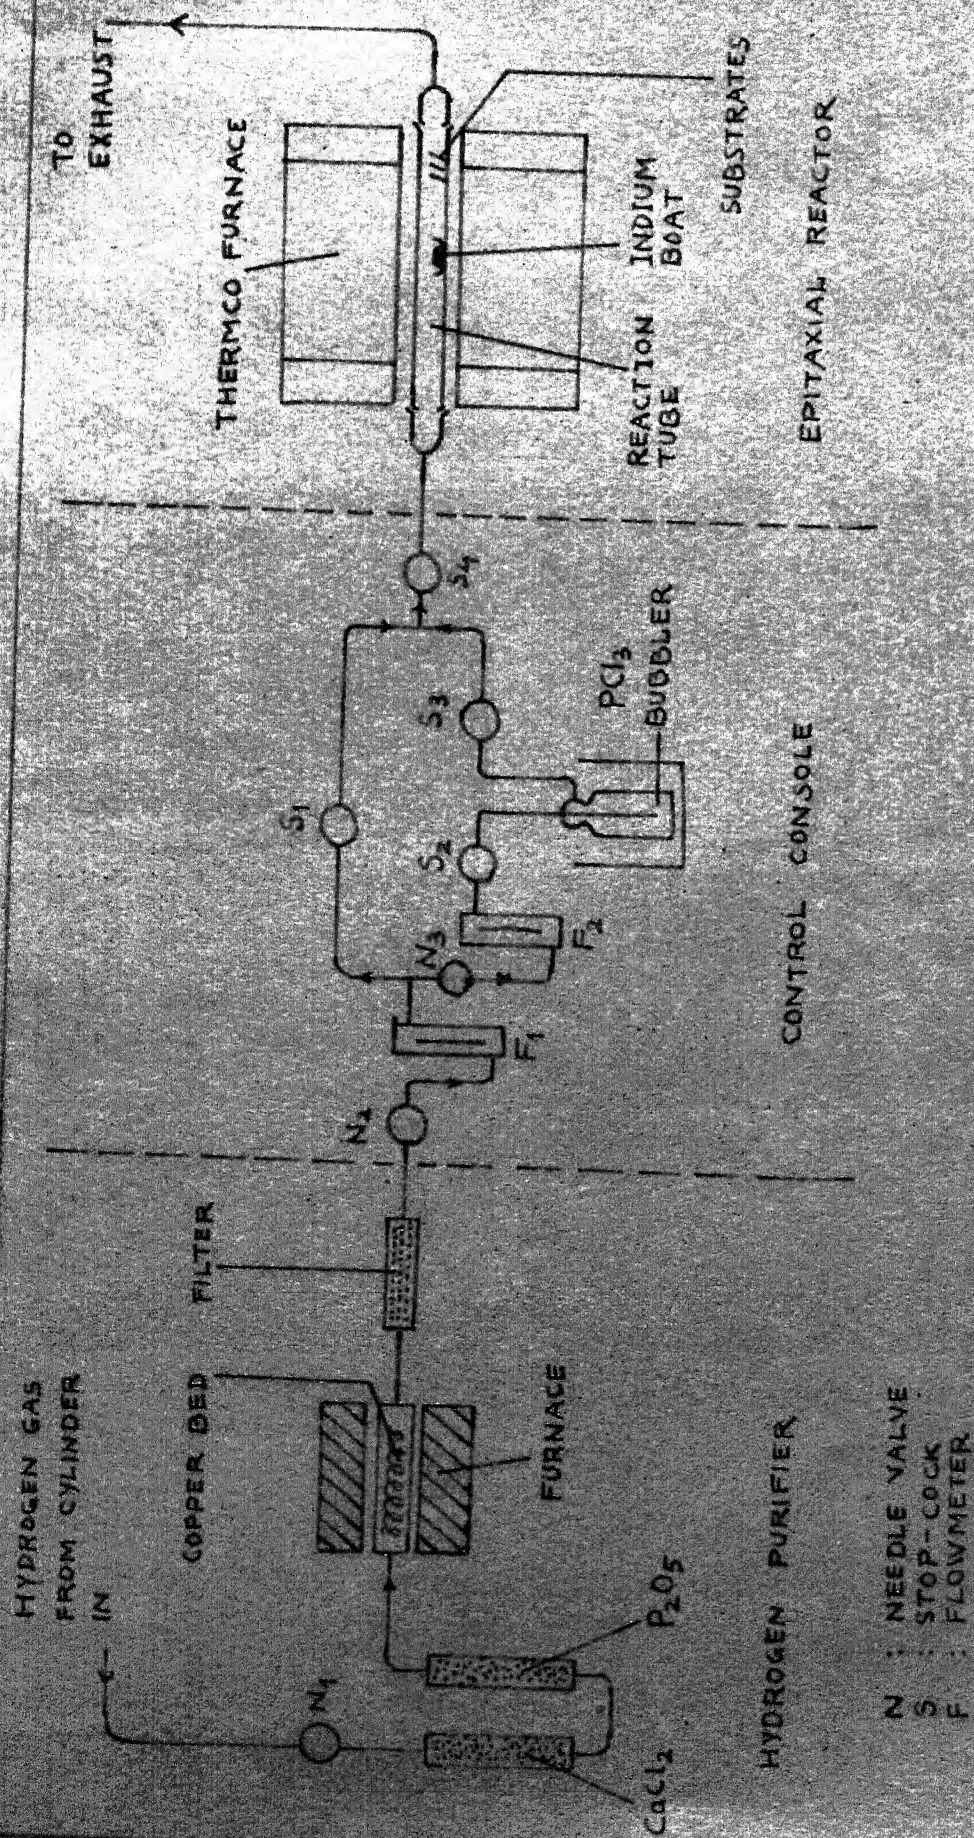 HYDROGEN GAS
FROM CYLINDER
IN
N1
CaCl2
P2O5
COPPER BED
FURNACE
FILTER
HYDROGEN PURIFIER
N2
F1
N3
F2
S1
S2
S3
S4
PCl3
BUBBLER
CONTROL CONSOLE
THERMCO FURNACE
TO
EXHAUST
REACTION
TUBE
INDIUM
BOAT
SUBSTRATES
EPITAXIAL REACTOR
N : NEEDLE VALVE
S : STOP-COCK
F : FLOWMETER